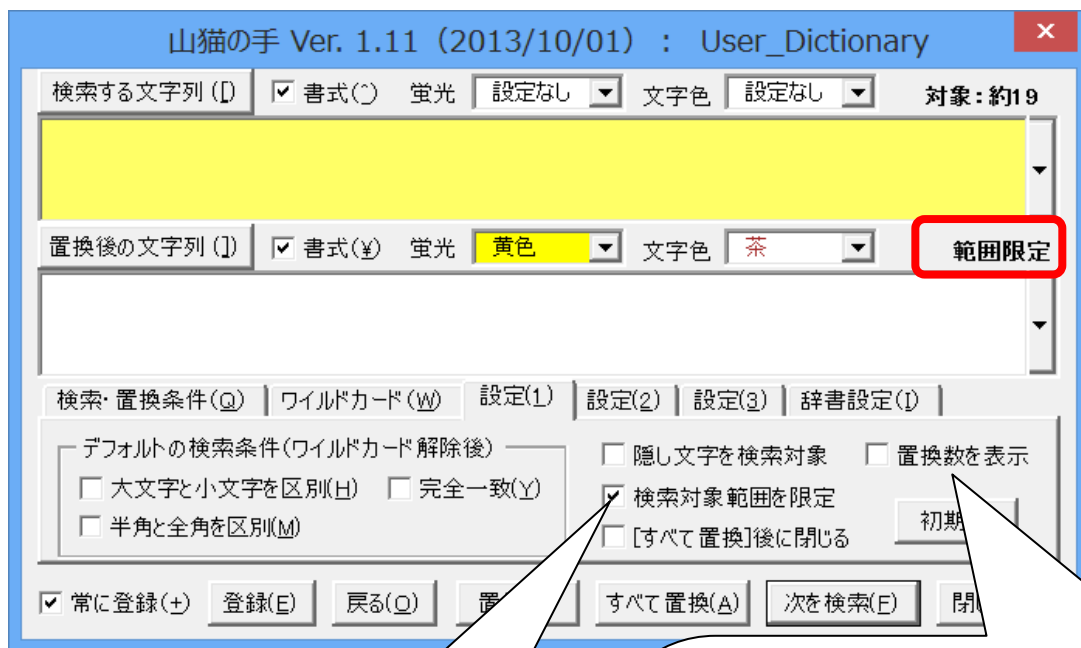 山猫の手 Ver. 1.11（2013/10/01） : User_Dictionary
検索する文字列 ([) 書式(^) 蛍光 設定なし 文字色 設定なし 対象：約19
置換後の文字列 (]) 書式(¥) 蛍光 黄色 文字色 茶 範囲限定
検索・置換条件(Q) ワイルドカード(W) 設定(1) 設定(2) 設定(3) 辞書設定(I)
デフォルトの検索条件(ワイルドカード解除後)
隠し文字を検索対象 置換数を表示
大文字と小文字を区別(H) 完全一致(Y)
検索対象範囲を限定
半角と全角を区別(M)
初期
[すべて置換]後に閉じる
常に登録(+) 登録(E) 戻る(O) 置 すべて置換(A) 次を検索(F) 閉